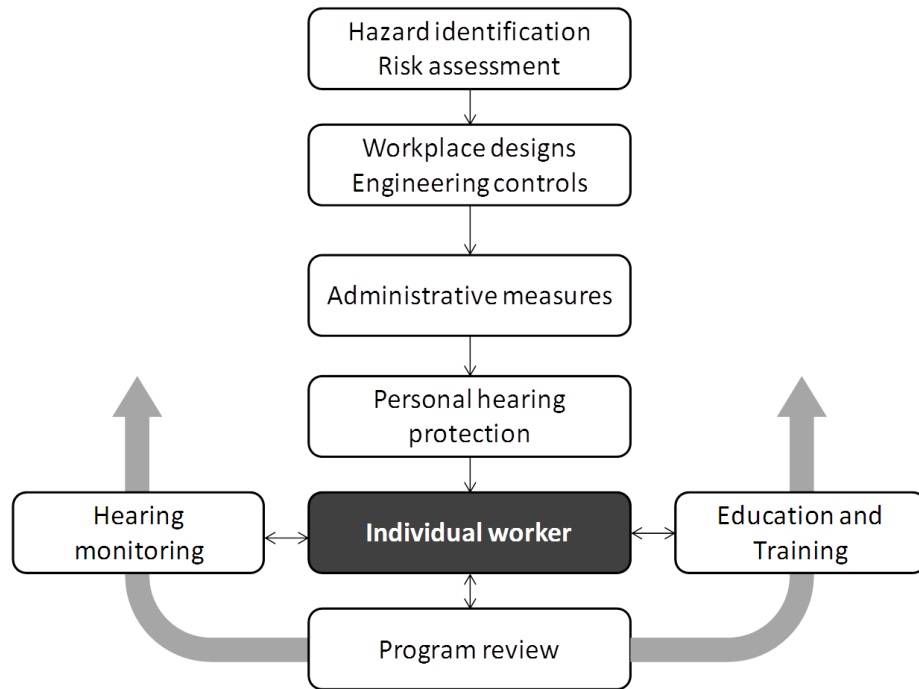 Hazard identification
Risk assessment
Workplace designs
Engineering controls
Administrative measures
Personal hearing
protection
Hearing
monitoring
Individual worker
Education and
Training
Program review